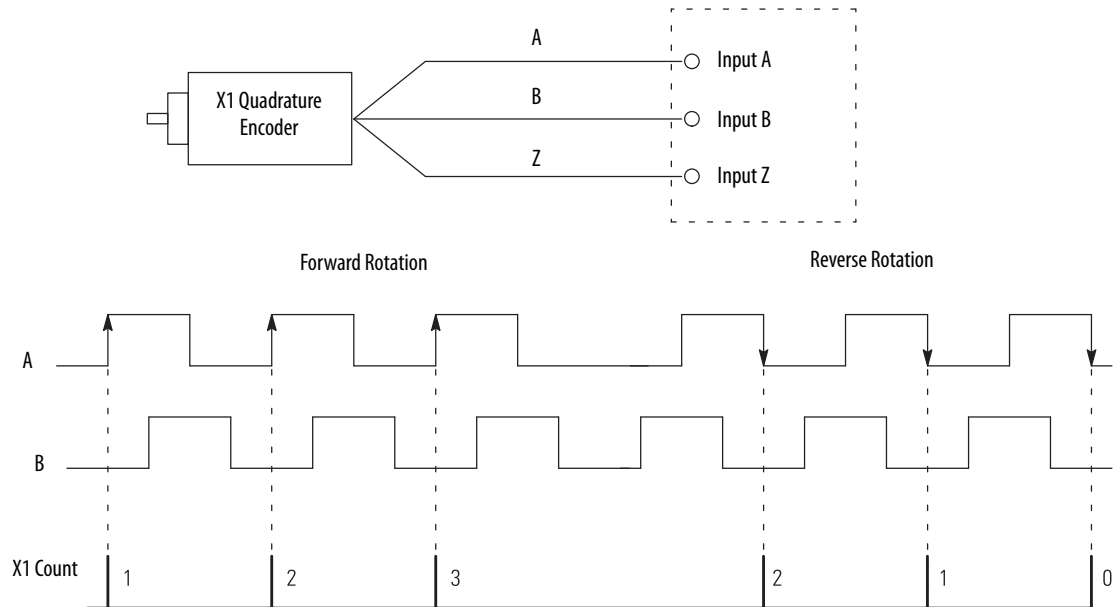 A
Input A
X1 Quadrature
Encoder
B
Input B
Z
Input Z
Forward Rotation
Reverse Rotation
A
B
X1 Count
1
2
3
2
1
0